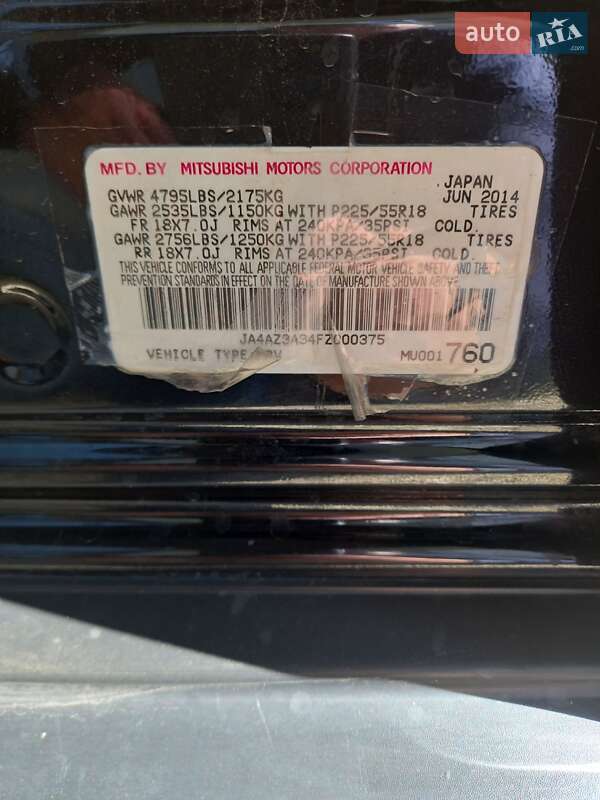 auto RIA.com
MFD. BY MITSUBISHI MOTORS CORPORATION
JAPAN
GVWR 4795LBS/2175KG JUN 2014
GAWR 2535LBS/1150KG WITH P225/55R18 TIRES
FR 18X7.0J RIMS AT 240KPA/35PSI COLD.
GAWR 2756LBS/1250KG WITH P225/55R18 TIRES
RR 18X7.0J RIMS AT 240KPA/35PSI COLD.
THIS VEHICLE CONFORMS TO ALL APPLICABLE FEDERAL MOTOR VEHICLE SAFETY AND THEFT
PREVENTION STANDARDS IN EFFECT ON THE DATE OF MANUFACTURE SHOWN ABOVE.
VEHICLE TYPE MU001 760